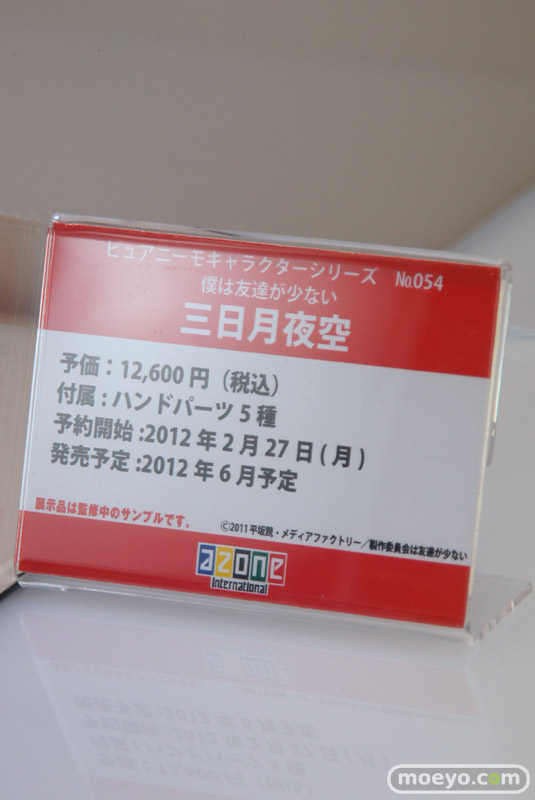 ピュアニーモキャラクターシリーズ　№054
僕は友達が少ない
三日月夜空
予価：12,600円（税込）
付属：ハンドパーツ5種
予約開始:2012年2月27日(月)
発売予定:2012年6月予定
展示品は監修中のサンプルです。
©2011平坂読・メディアファクトリー／製作委員会は友達が少ない
azone
international
moeyo.com